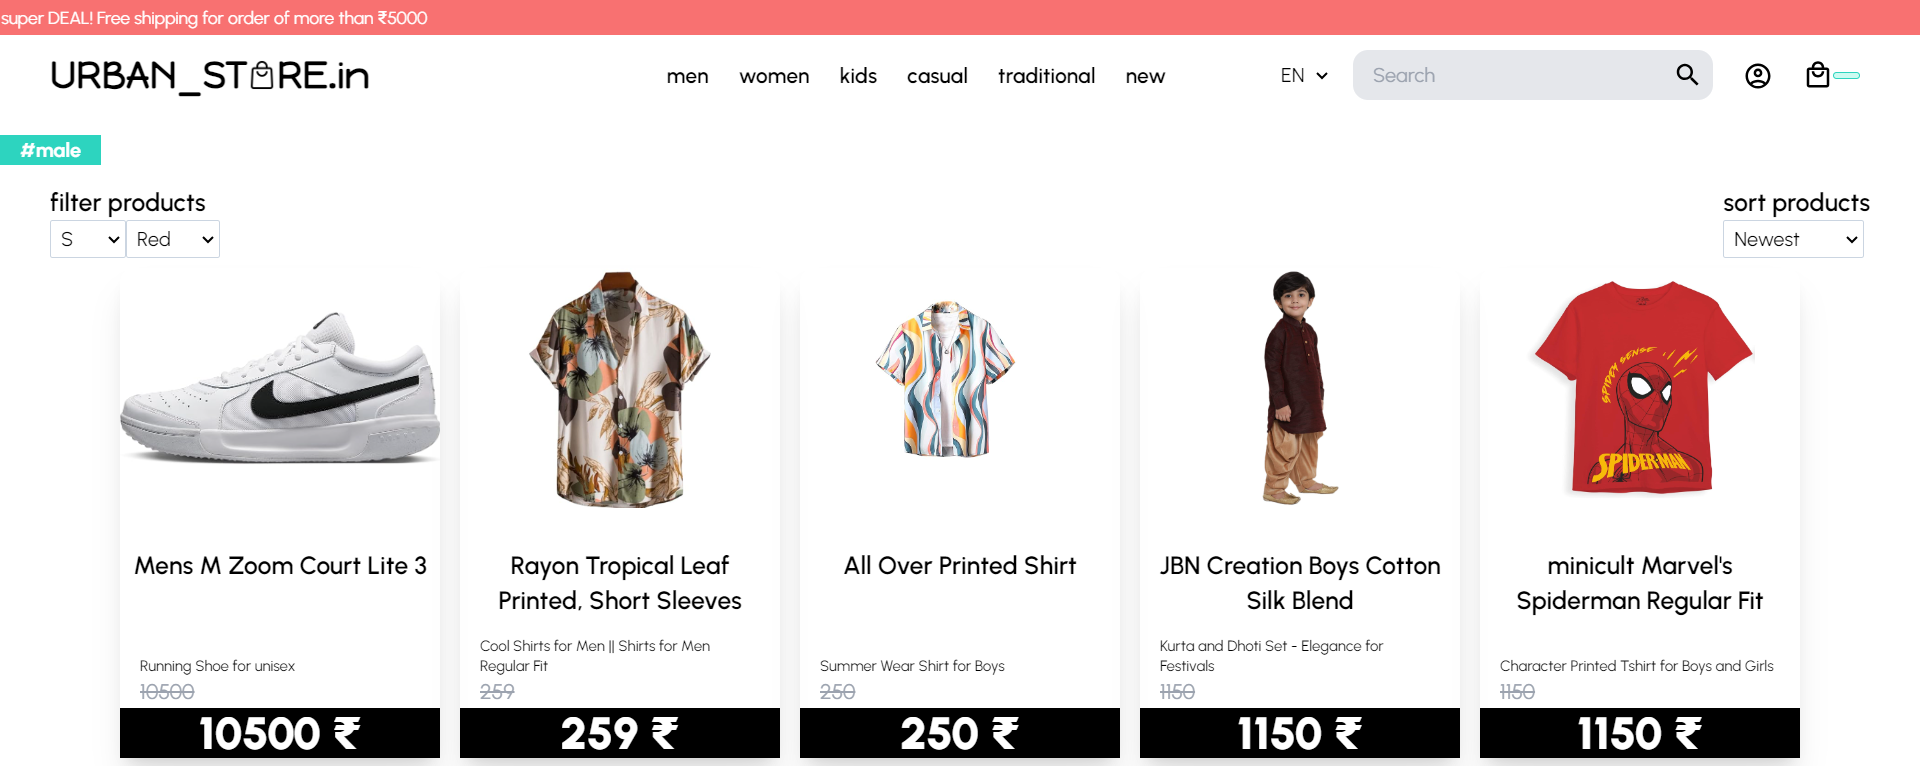 super DEAL! Free shipping for order of more than ₹5000
URBAN_STORE.in
men women kids casual traditional new
EN
Search
#male
filter products
sort products
S
Red
Newest
SPIDEY SENSE
SPIDER-MAN
Mens M Zoom Court Lite 3
Running Shoe for unisex
10500
10500 ₹
Rayon Tropical Leaf
Printed, Short Sleeves
Cool Shirts for Men || Shirts for Men
Regular Fit
259
259 ₹
All Over Printed Shirt
Summer Wear Shirt for Boys
250
250 ₹
JBN Creation Boys Cotton
Silk Blend
Kurta and Dhoti Set - Elegance for
Festivals
1150
1150 ₹
minicult Marvel's
Spiderman Regular Fit
Character Printed Tshirt for Boys and Girls
1150
1150 ₹